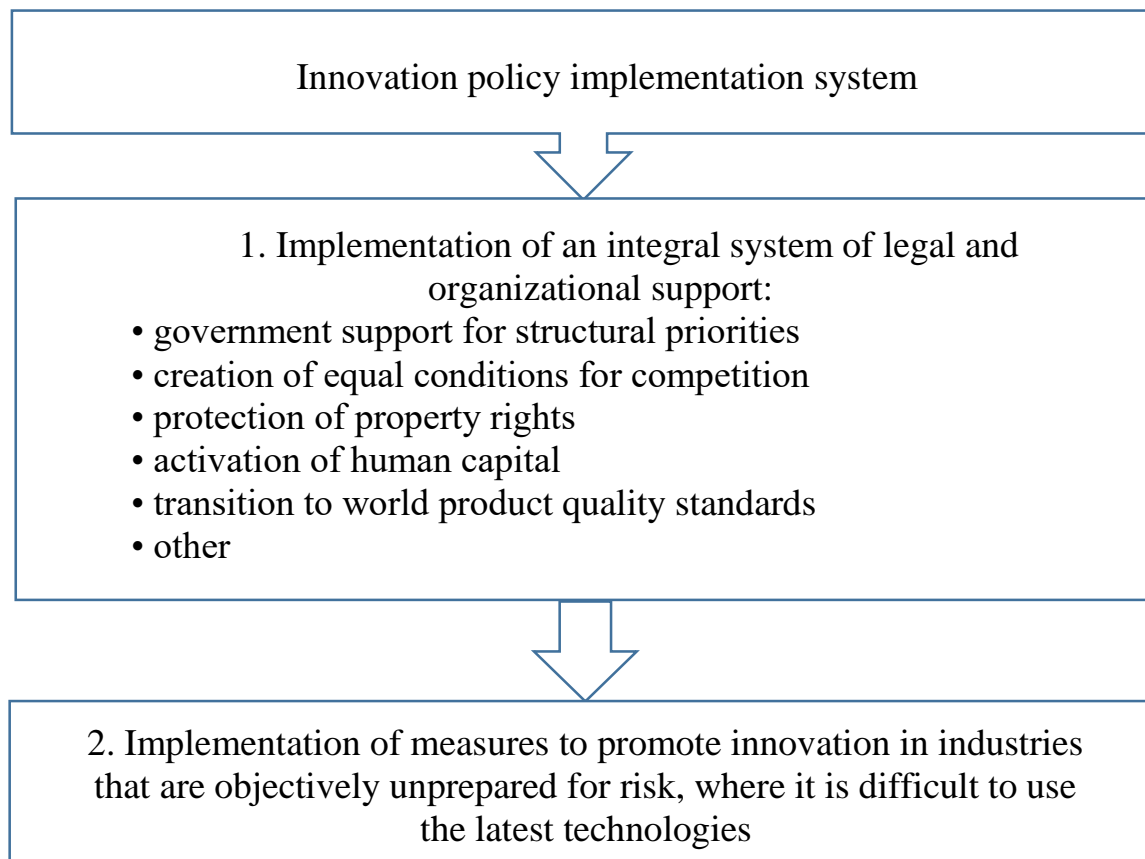 Innovation policy implementation system
1. Implementation of an integral system of legal and
organizational support:
• government support for structural priorities
• creation of equal conditions for competition
• protection of property rights
• activation of human capital
• transition to world product quality standards
• other
2. Implementation of measures to promote innovation in industries
that are objectively unprepared for risk, where it is difficult to use
the latest technologies